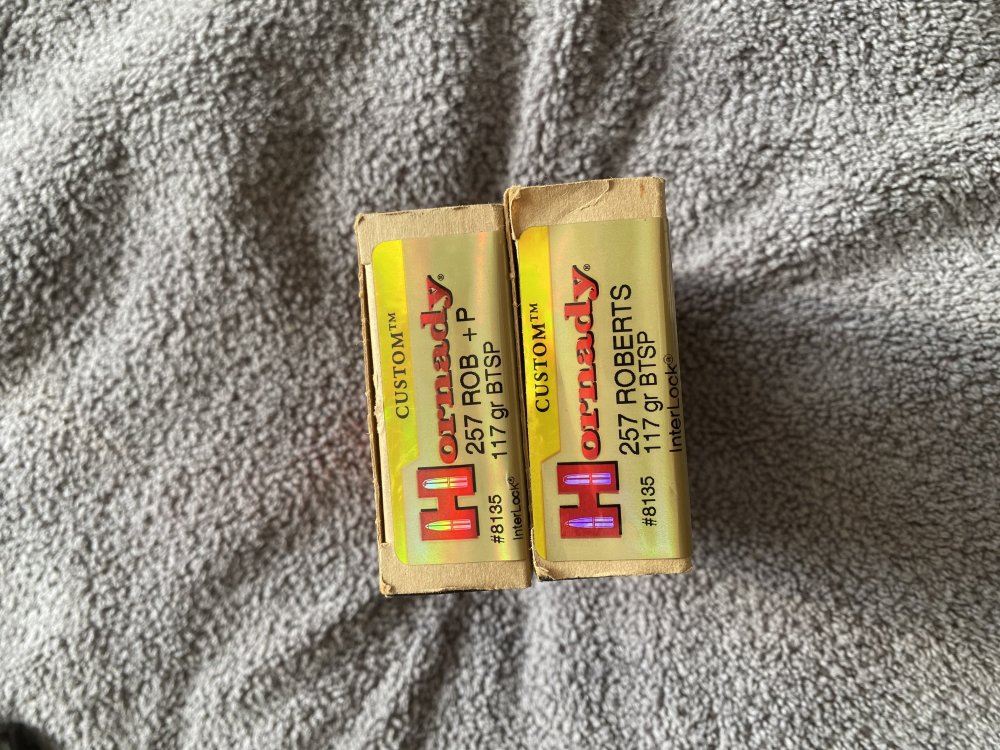 CUSTOM™
Hornady®
257 ROB + P
#8135 117 gr BTSP
InterLock®
CUSTOM™
Hornady®
257 ROBERTS
#8135 117 gr BTSP
InterLock®